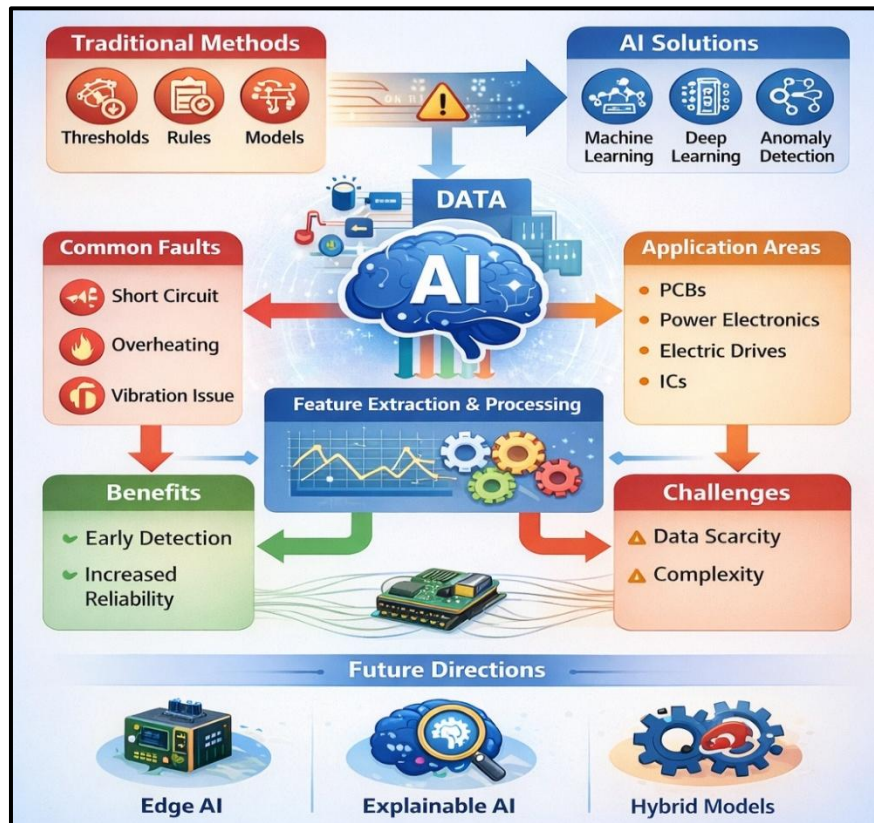 Traditional Methods
Thresholds
Rules
Models
AI Solutions
Machine
Learning
Deep
Learning
Anomaly
Detection
DATA
AI
Common Faults
Short Circuit
Overheating
Vibration Issue
Application Areas
PCBs
Power Electronics
Electric Drives
ICs
Feature Extraction & Processing
Benefits
Early Detection
Increased
Reliability
Challenges
Data Scarcity
Complexity
Future Directions
Edge AI
Explainable AI
Hybrid Models